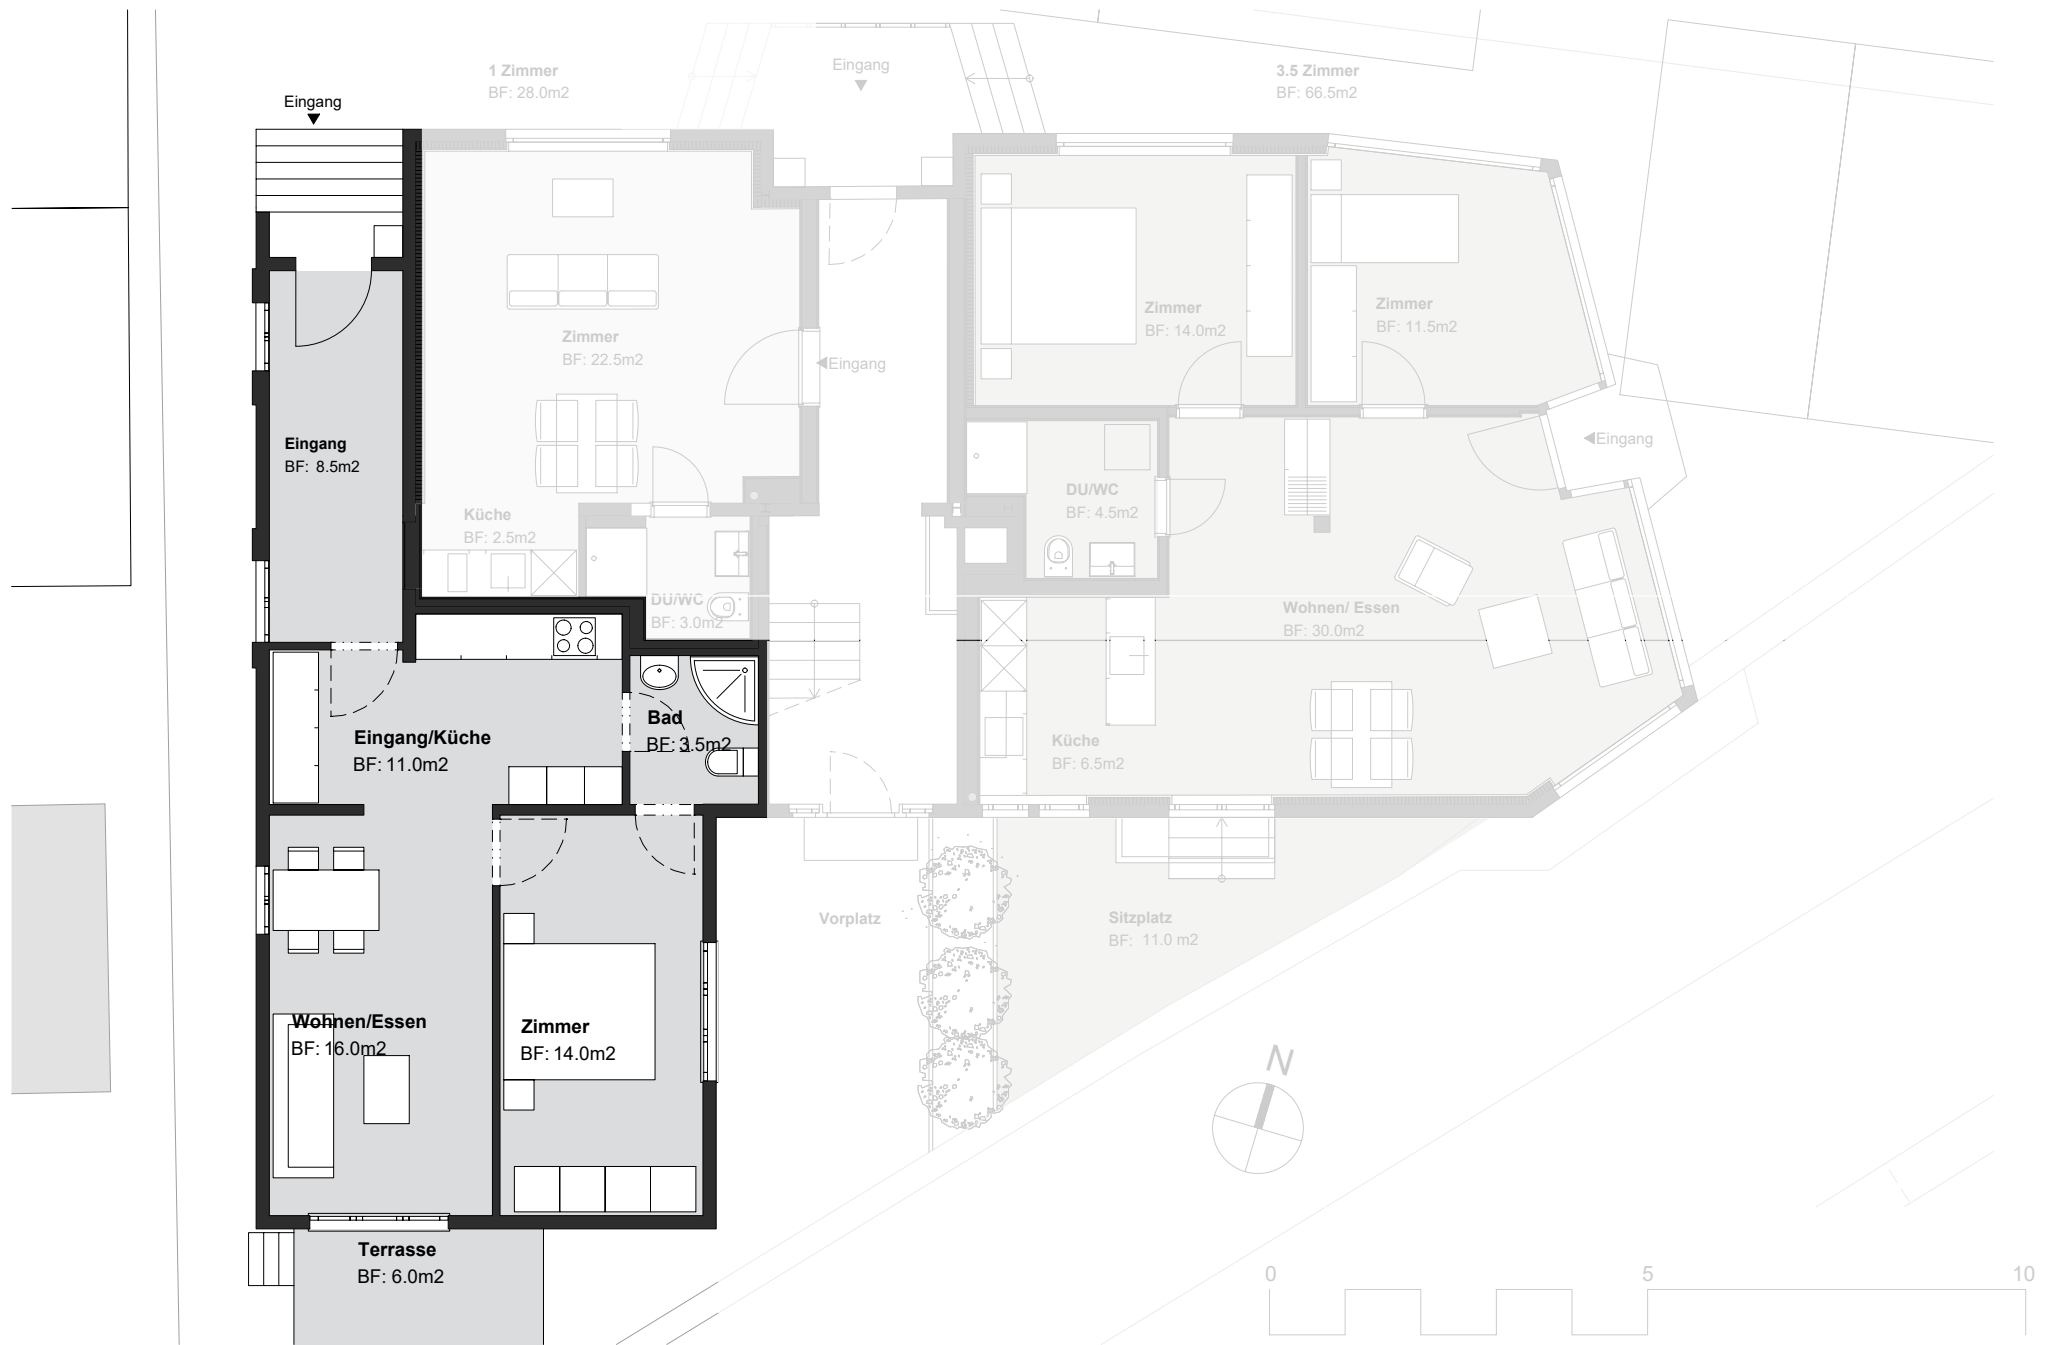 1 Zimmer
BF: 28.0m2
Eingang
3.5 Zimmer
BF: 66.5m2
Eingang
Zimmer
BF: 22.5m2
Eingang
Zimmer
BF: 14.0m2
Zimmer
BF: 11.5m2
Eingang
BF: 8.5m2
Eingang
Küche
BF: 2.5m2
DU/WC
BF: 4.5m2
DU/WC
BF: 3.0m2
Wohnen/ Essen
BF: 30.0m2
Eingang/Küche
BF: 11.0m2
Bad
BF: 3.5m2
Küche
BF: 6.5m2
Vorplatz
Sitzplatz
BF: 11.0 m2
Wohnen/Essen
BF: 16.0m2
Zimmer
BF: 14.0m2
N
Terrasse
BF: 6.0m2
0 5 10